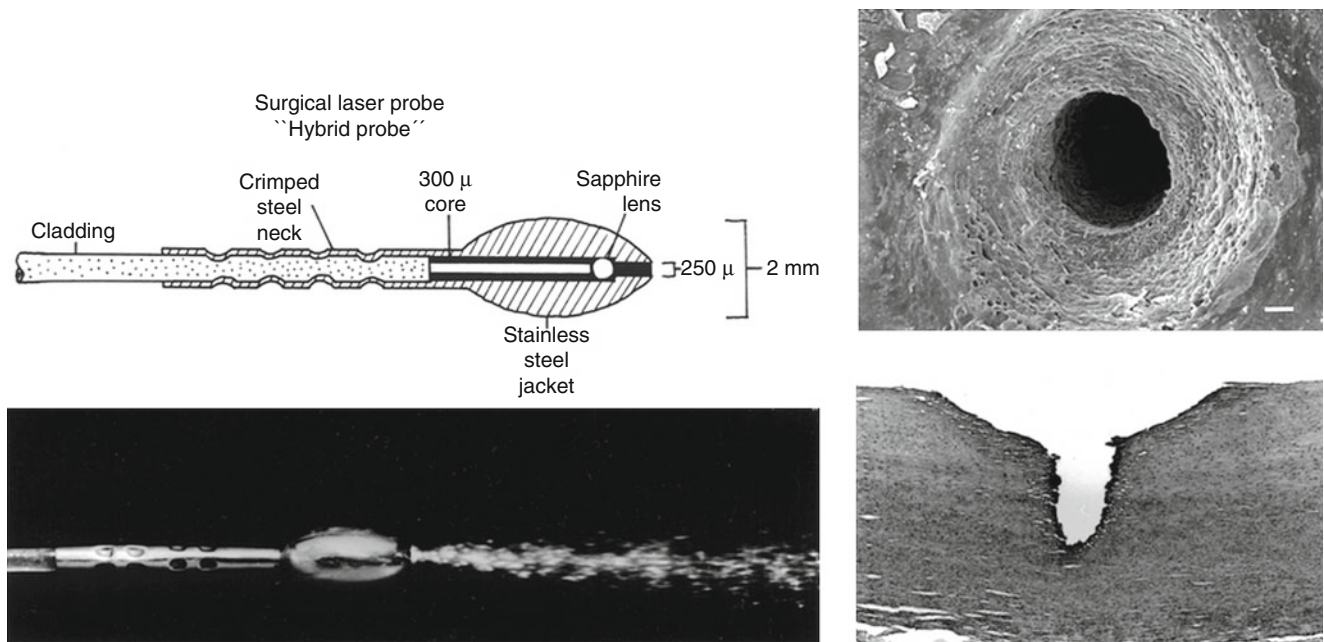 Surgical laser probe
``Hybrid probe´´
Crimped
steel
neck
300 μ
core
Sapphire
lens
Cladding
250 μ
2 mm
Stainless
steel
jacket